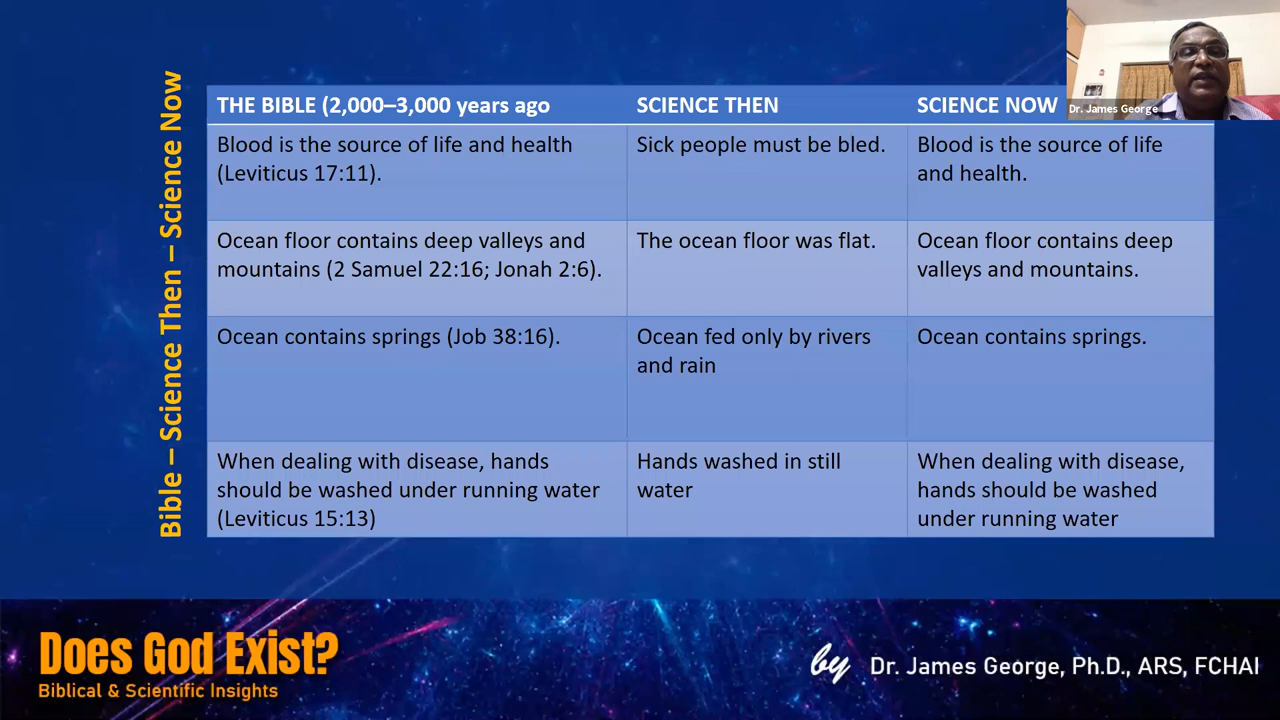 Bible – Science Then – Science Now
THE BIBLE (2,000–3,000 years ago
SCIENCE THEN
SCIENCE NOW
Dr. James George
Blood is the source of life and health
(Leviticus 17:11).
Sick people must be bled.
Blood is the source of life
and health.
Ocean floor contains deep valleys and
mountains (2 Samuel 22:16; Jonah 2:6).
The ocean floor was flat.
Ocean floor contains deep
valleys and mountains.
Ocean contains springs (Job 38:16).
Ocean fed only by rivers
and rain
Ocean contains springs.
When dealing with disease, hands
should be washed under running water
(Leviticus 15:13)
Hands washed in still
water
When dealing with disease,
hands should be washed
under running water
Does God Exist?
Biblical & Scientific Insights
by Dr. James George, Ph.D., ARS, FCHAI